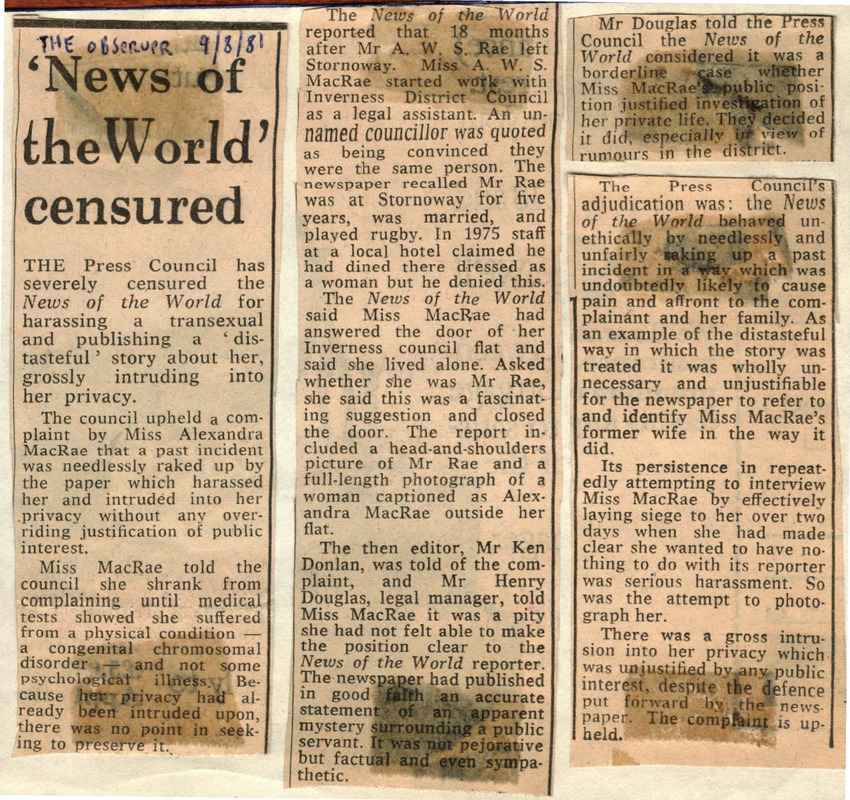 THE OBSERVER 9/8/81
‘News of
the World’
censured
THE Press Council has
severely censured the
News of the World for
harassing a transexual
and publishing a ‘dis-
tasteful’ story about her,
grossly intruding into
her privacy.
The council upheld a com-
plaint by Miss Alexandra
MacRae that a past incident
was needlessly raked up by
the paper which harassed
her and intruded into her
privacy without any over-
riding justification of public
interest.
Miss MacRae told the
council she shrank from
complaining until medical
tests showed she suffered
from a physical condition —
a congenital chromosomal
disorder — and not some
psychological illness. Be-
cause her privacy had al-
ready been intruded upon,
there was no point in seek-
ing to preserve it.
The News of the World
reported that 18 months
after Mr A. W. S. Rae left
Stornoway. Miss A. W. S.
MacRae started work with
Inverness District Council
as a legal assistant. An un-
named councillor was quoted
as being convinced they
were the same person. The
newspaper recalled Mr Rae
was at Stornoway for five
years, was married, and
played rugby. In 1975 staff
at a local hotel claimed he
had dined there dressed as
a woman but he denied this.
The News of the World
said Miss MacRae had
answered the door of her
Inverness council flat and
said she lived alone. Asked
whether she was Mr Rae,
she said this was a fascinat-
ing suggestion and closed
the door. The report in-
cluded a head-and-shoulders
picture of Mr Rae and a
full-length photograph of a
woman captioned as Alex-
andra MacRae outside her
flat.
The then editor, Mr Ken
Donlan, was told of the com-
plaint, and Mr Henry
Douglas, legal manager, told
Miss MacRae it was a pity
she had not felt able to make
the position clear to the
News of the World reporter.
The newspaper had published
in good faith an accurate
statement of an apparent
mystery surrounding a public
servant. It was not pejorative
but factual and even sympa-
thetic.
Mr Douglas told the Press
Council the News of the
World considered it was a
borderline case whether
Miss MacRae's public posi-
tion justified investigation of
her private life. They decided
it did, especially in view of
rumours in the district.
The Press Council's
adjudication was: the News
of the World behaved un-
ethically by needlessly and
unfairly raking up a past
incident in a way which was
undoubtedly likely to cause
pain and affront to the com-
plainant and her family. As
an example of the distasteful
way in which the story was
treated it was wholly un-
necessary and unjustifiable
for the newspaper to refer to
and identify Miss MacRae's
former wife in the way it
did.
Its persistence in repeat-
edly attempting to interview
Miss MacRae by effectively
laying siege to her over two
days when she had made
clear she wanted to have no-
thing to do with its reporter
was serious harassment. So
was the attempt to photo-
graph her.
There was a gross intru-
sion into her privacy which
was unjustified by any public
interest, despite the defence
put forward by the news-
paper. The complaint is up-
held.